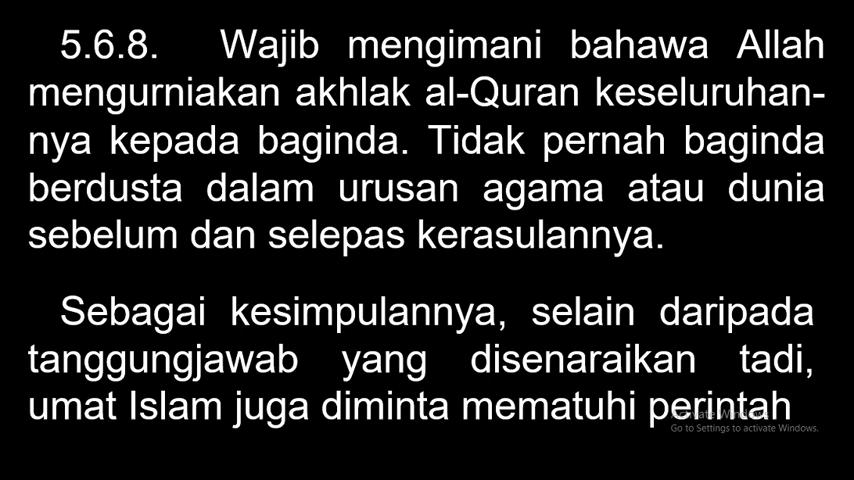 5.6.8. Wajib mengimani bahawa Allah
mengurniakan akhlak al-Quran keseluruhan-
nya kepada baginda. Tidak pernah baginda
berdusta dalam urusan agama atau dunia
sebelum dan selepas kerasulannya.
Sebagai kesimpulannya, selain daripada
tanggungjawab yang disenaraikan tadi,
umat Islam juga diminta mematuhi perintah
Activate Windows
Go to Settings to activate Windows.